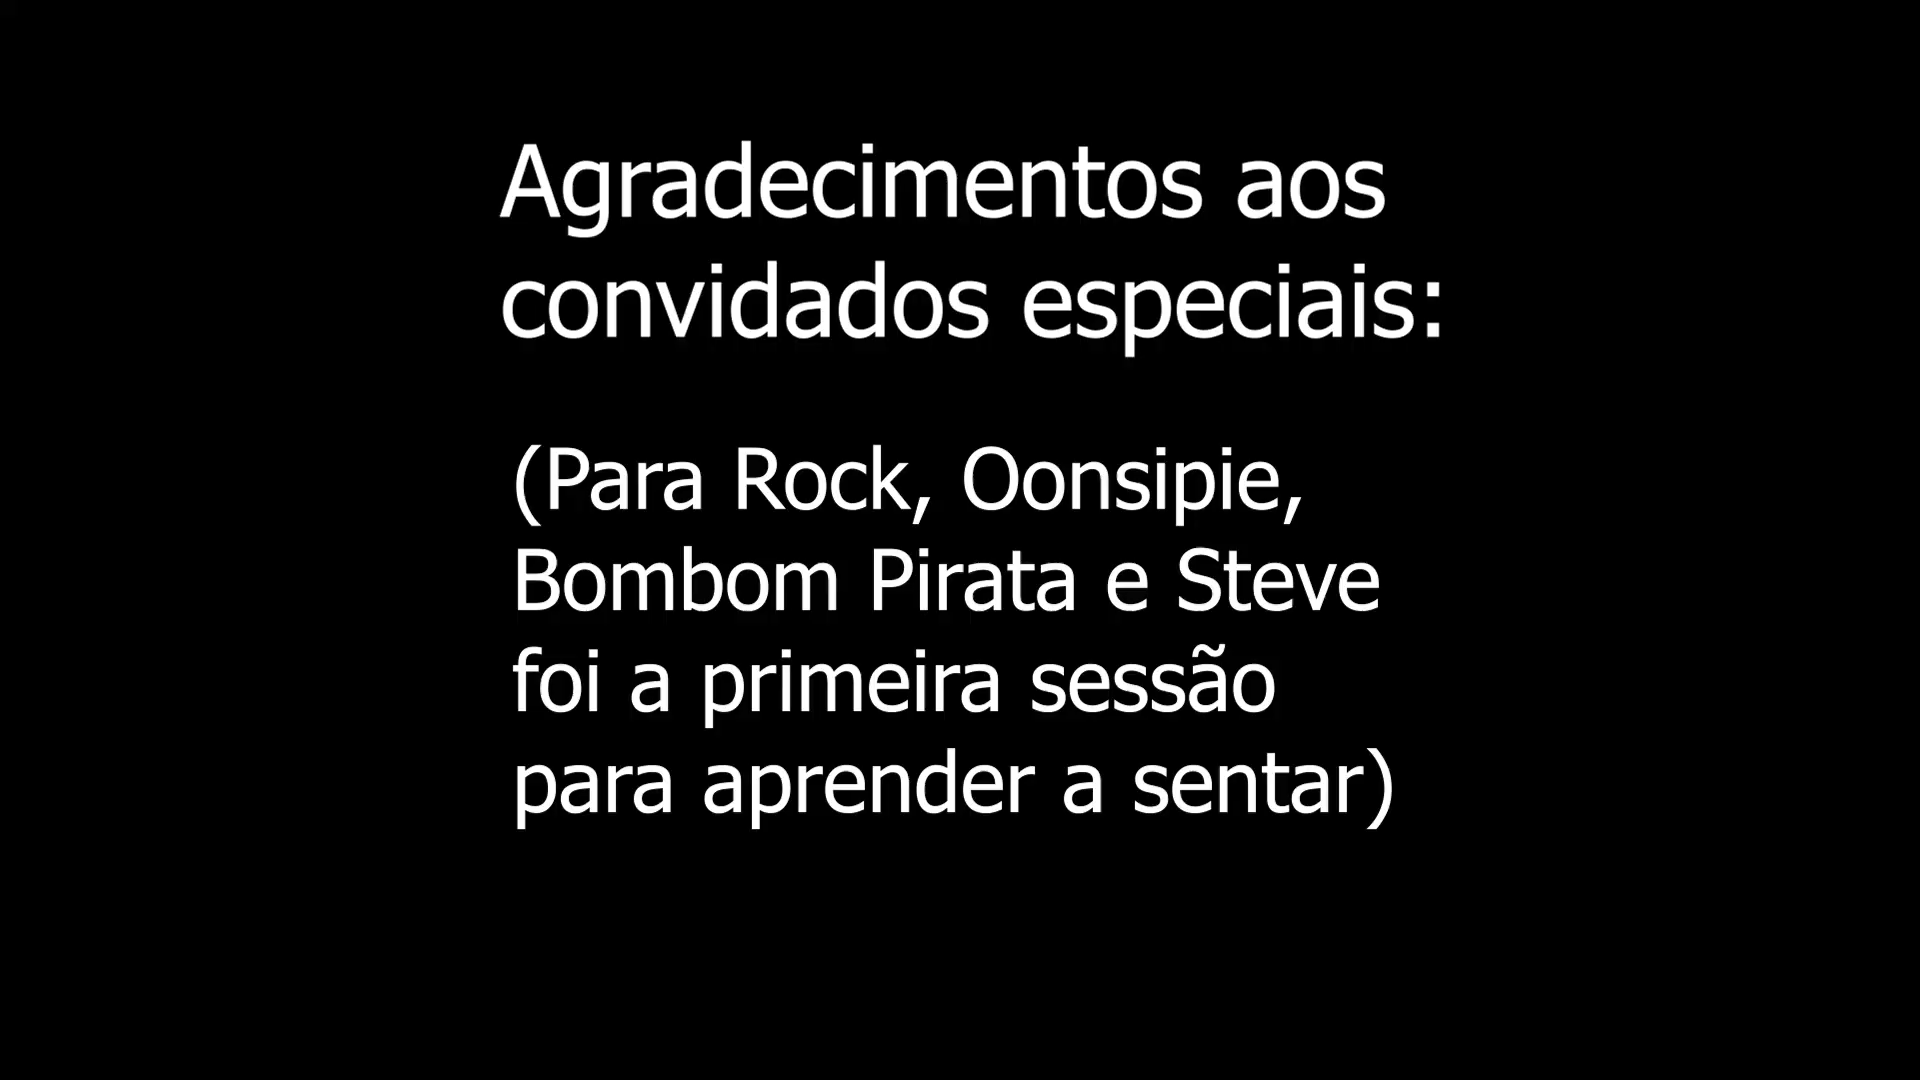 Agradecimentos aos
convidados especiais:
(Para Rock, Oonsipie,
Bombom Pirata e Steve
foi a primeira sessão
para aprender a sentar)